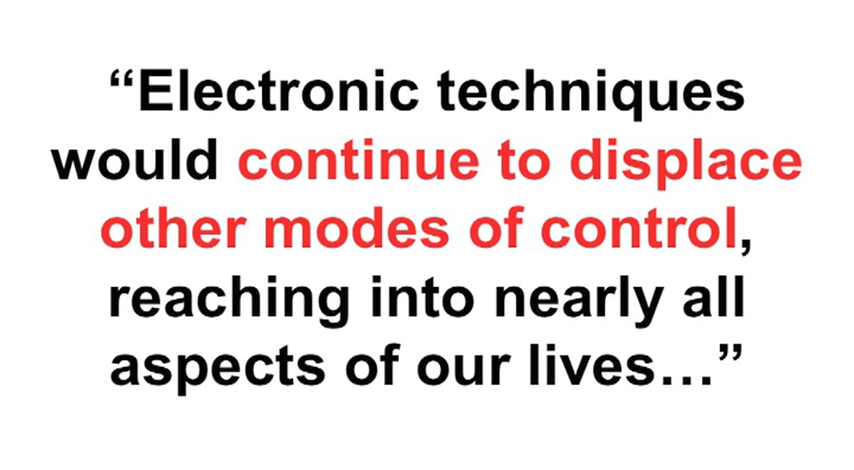 “Electronic techniques
would continue to displace
other modes of control,
reaching into nearly all
aspects of our lives…”